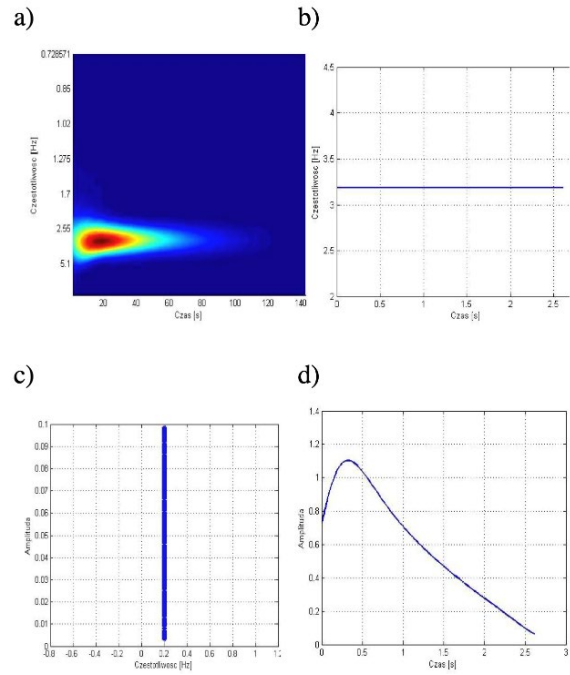 a)
0.728571
0.85
1.02
1.275
1.7
2.55
5.1
Czestotliwosc [Hz]
20 40 60 80 100 120 140
Czas [s]
b)
4.5
4
3.5
3
2.5
2
Czestotliwosc [Hz]
0 0.5 1 1.5 2 2.5
Czas [s]
c)
0.1
0.09
0.08
0.07
0.06
0.05
0.04
0.03
0.02
0.01
0
Amplituda
-0.8 -0.6 -0.4 -0.2 0 0.2 0.4 0.6 0.8 1 1.2
Czestotliwosc [Hz]
d)
1.4
1.2
1
0.8
0.6
0.4
0.2
0
Amplituda
0 0.5 1 1.5 2 2.5 3
Czas [s]